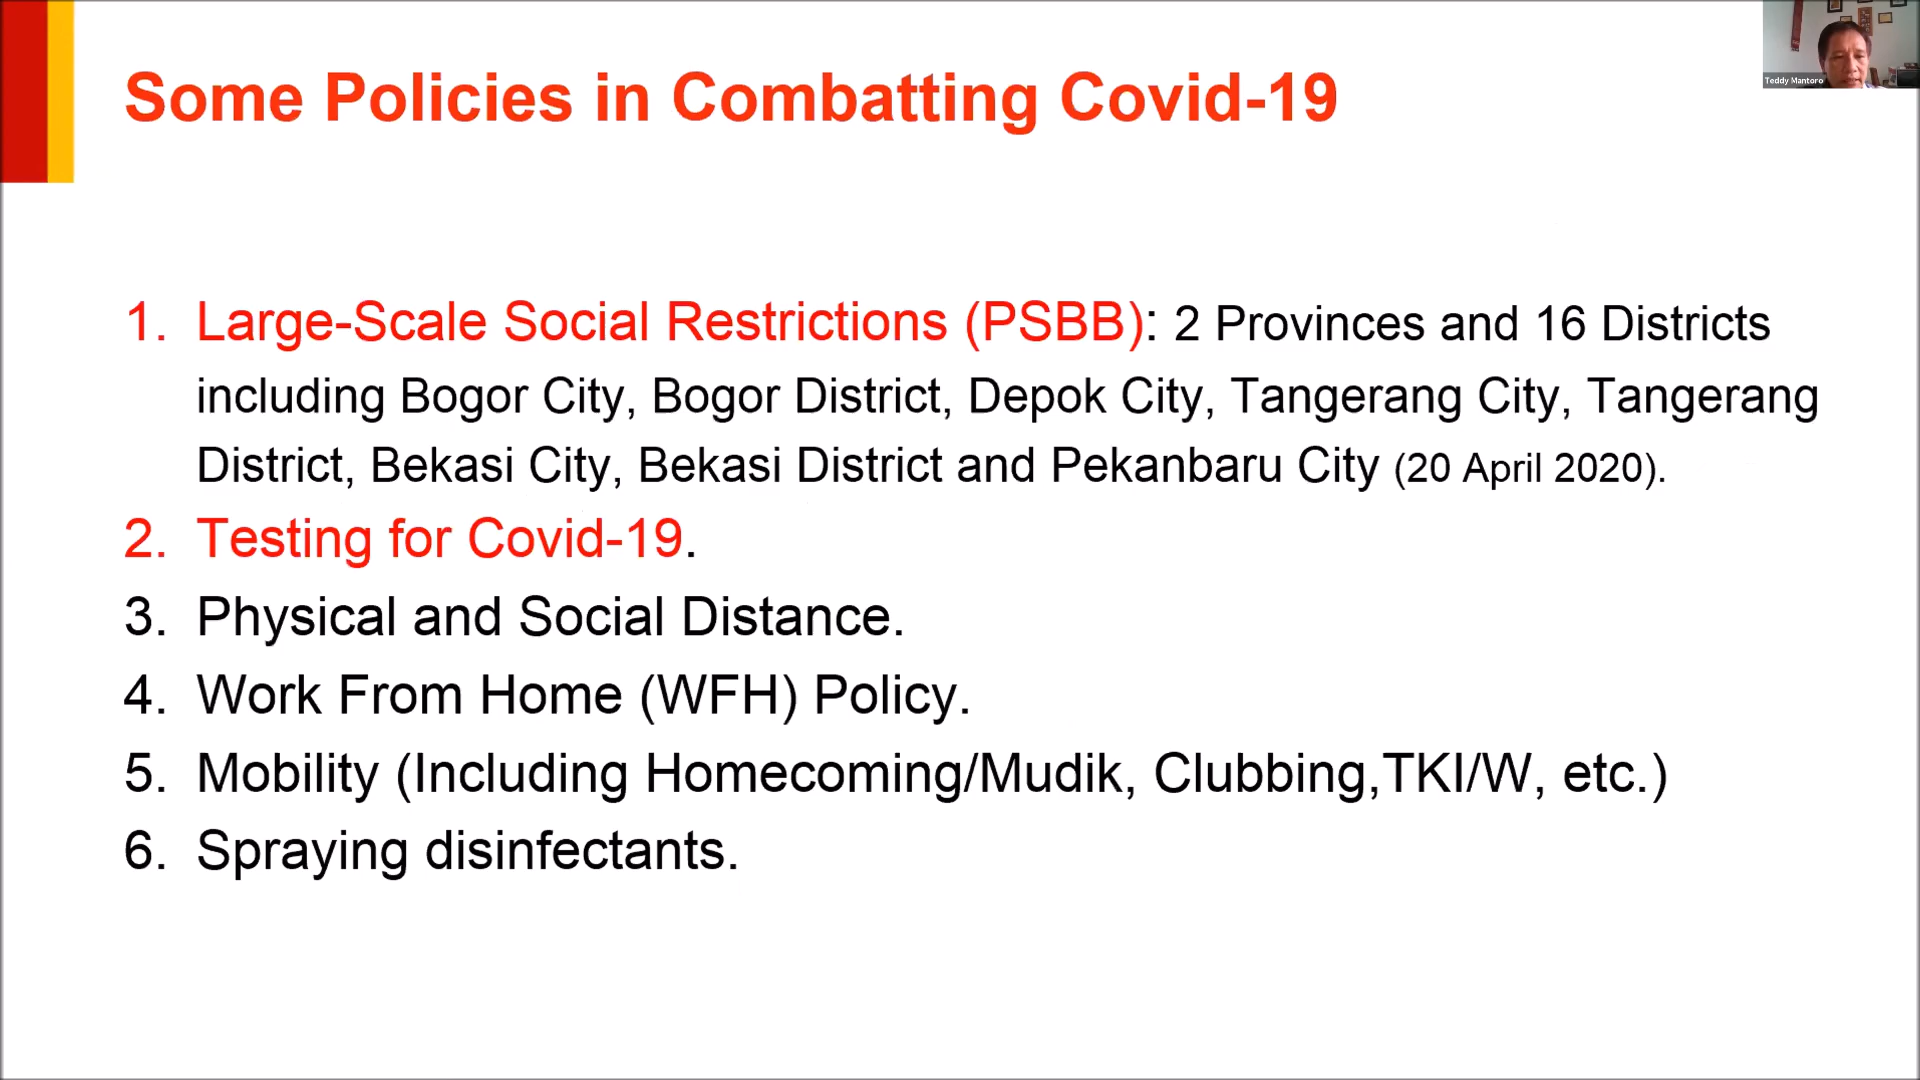 Some Policies in Combatting Covid-19
Teddy Mantoro
1. Large-Scale Social Restrictions (PSBB): 2 Provinces and 16 Districts
including Bogor City, Bogor District, Depok City, Tangerang City, Tangerang
District, Bekasi City, Bekasi District and Pekanbaru City (20 April 2020).
2. Testing for Covid-19.
3. Physical and Social Distance.
4. Work From Home (WFH) Policy.
5. Mobility (Including Homecoming/Mudik, Clubbing,TKI/W, etc.)
6. Spraying disinfectants.